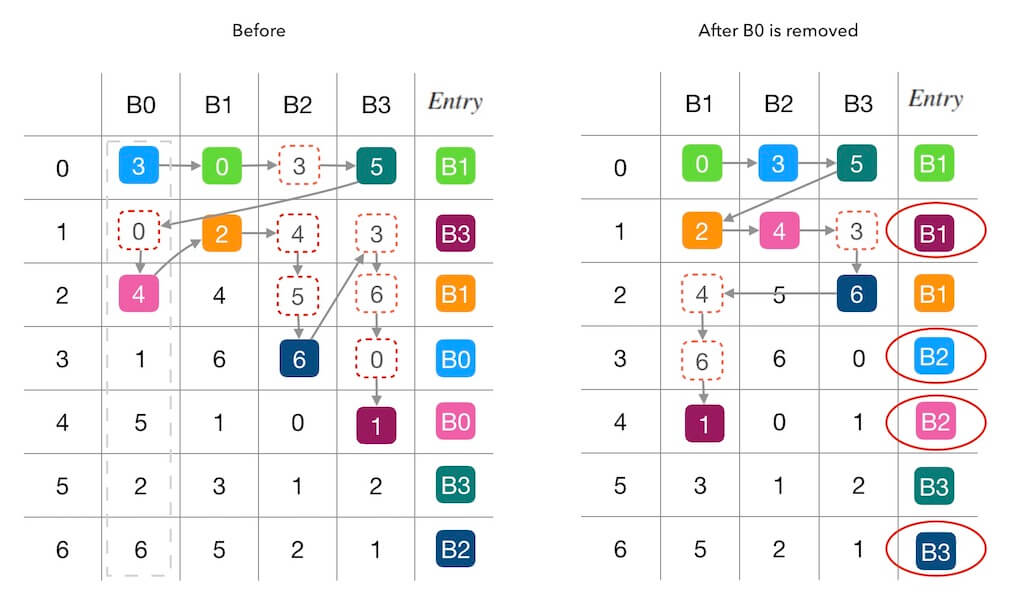 Before
B0 B1 B2 B3 Entry
0 3 0 3 5 B1
1 0 2 4 3 B3
2 4 4 5 6 B1
3 1 6 6 0 B0
4 5 1 0 1 B0
5 2 3 1 2 B3
6 6 5 2 1 B2
After B0 is removed
B1 B2 B3 Entry
0 0 3 5 B1
1 2 4 3 B1
2 4 5 6 B1
3 6 6 0 B2
4 1 0 1 B2
5 3 1 2 B3
6 5 2 1 B3